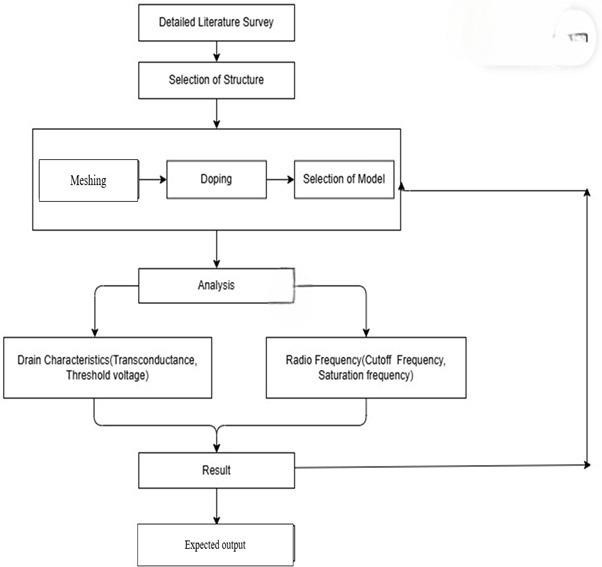 Detailed Literature Survey
Selection of Structure
Meshing
Doping
Selection of Model
Analysis
Drain Characteristics(Transconductance,
Threshold voltage)
Radio Frequency(Cutoff Frequency,
Saturation frequency)
Result
Expected output